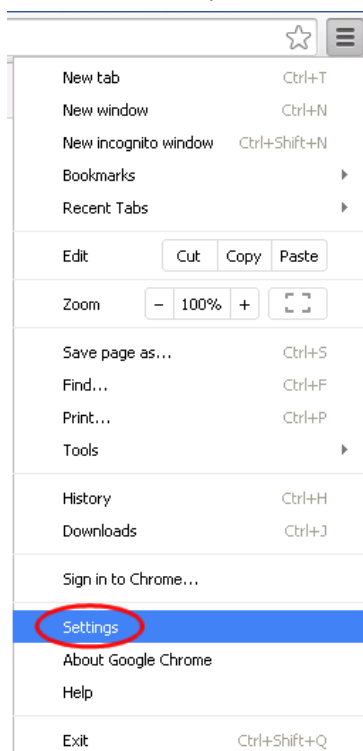 New tab Ctrl+T
New window Ctrl+N
New incognito window Ctrl+Shift+N
Bookmarks
Recent Tabs
Edit Cut Copy Paste
Zoom − 100% +
Save page as... Ctrl+S
Find... Ctrl+F
Print... Ctrl+P
Tools
History Ctrl+H
Downloads Ctrl+J
Sign in to Chrome...
Settings
About Google Chrome
Help
Exit Ctrl+Shift+Q